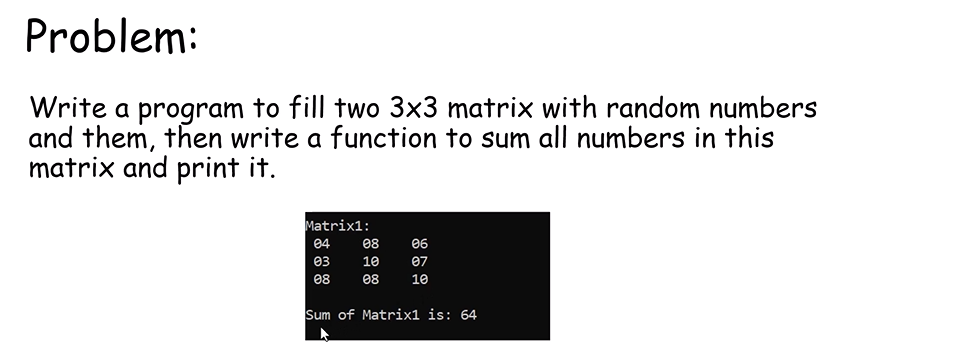 Problem:
Write a program to fill two 3x3 matrix with random numbers
and them, then write a function to sum all numbers in this
matrix and print it.
Matrix1:
04 08 06
03 10 07
08 08 10
Sum of Matrix1 is: 64